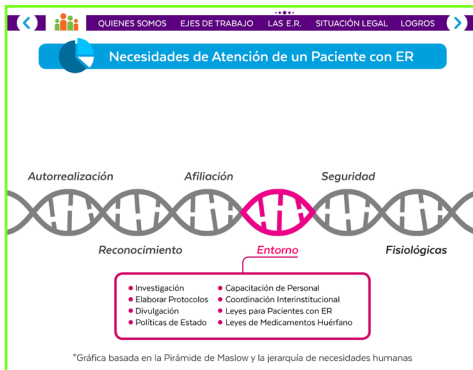 QUIENES SOMOS EJES DE TRABAJO LAS E.R. SITUACIÓN LEGAL LOGROS
Necesidades de Atención de un Paciente con ER
Autorrealización Afiliación Seguridad
Reconocimiento Entorno Fisiológicas
Investigación
Elaborar Protocolos
Divulgación
Políticas de Estado
Capacitación de Personal
Coordinación Interinstitucional
Leyes para Pacientes con ER
Leyes de Medicamentos Huérfano
*Gráfica basada en la Pirámide de Maslow y la jerarquía de necesidades humanas